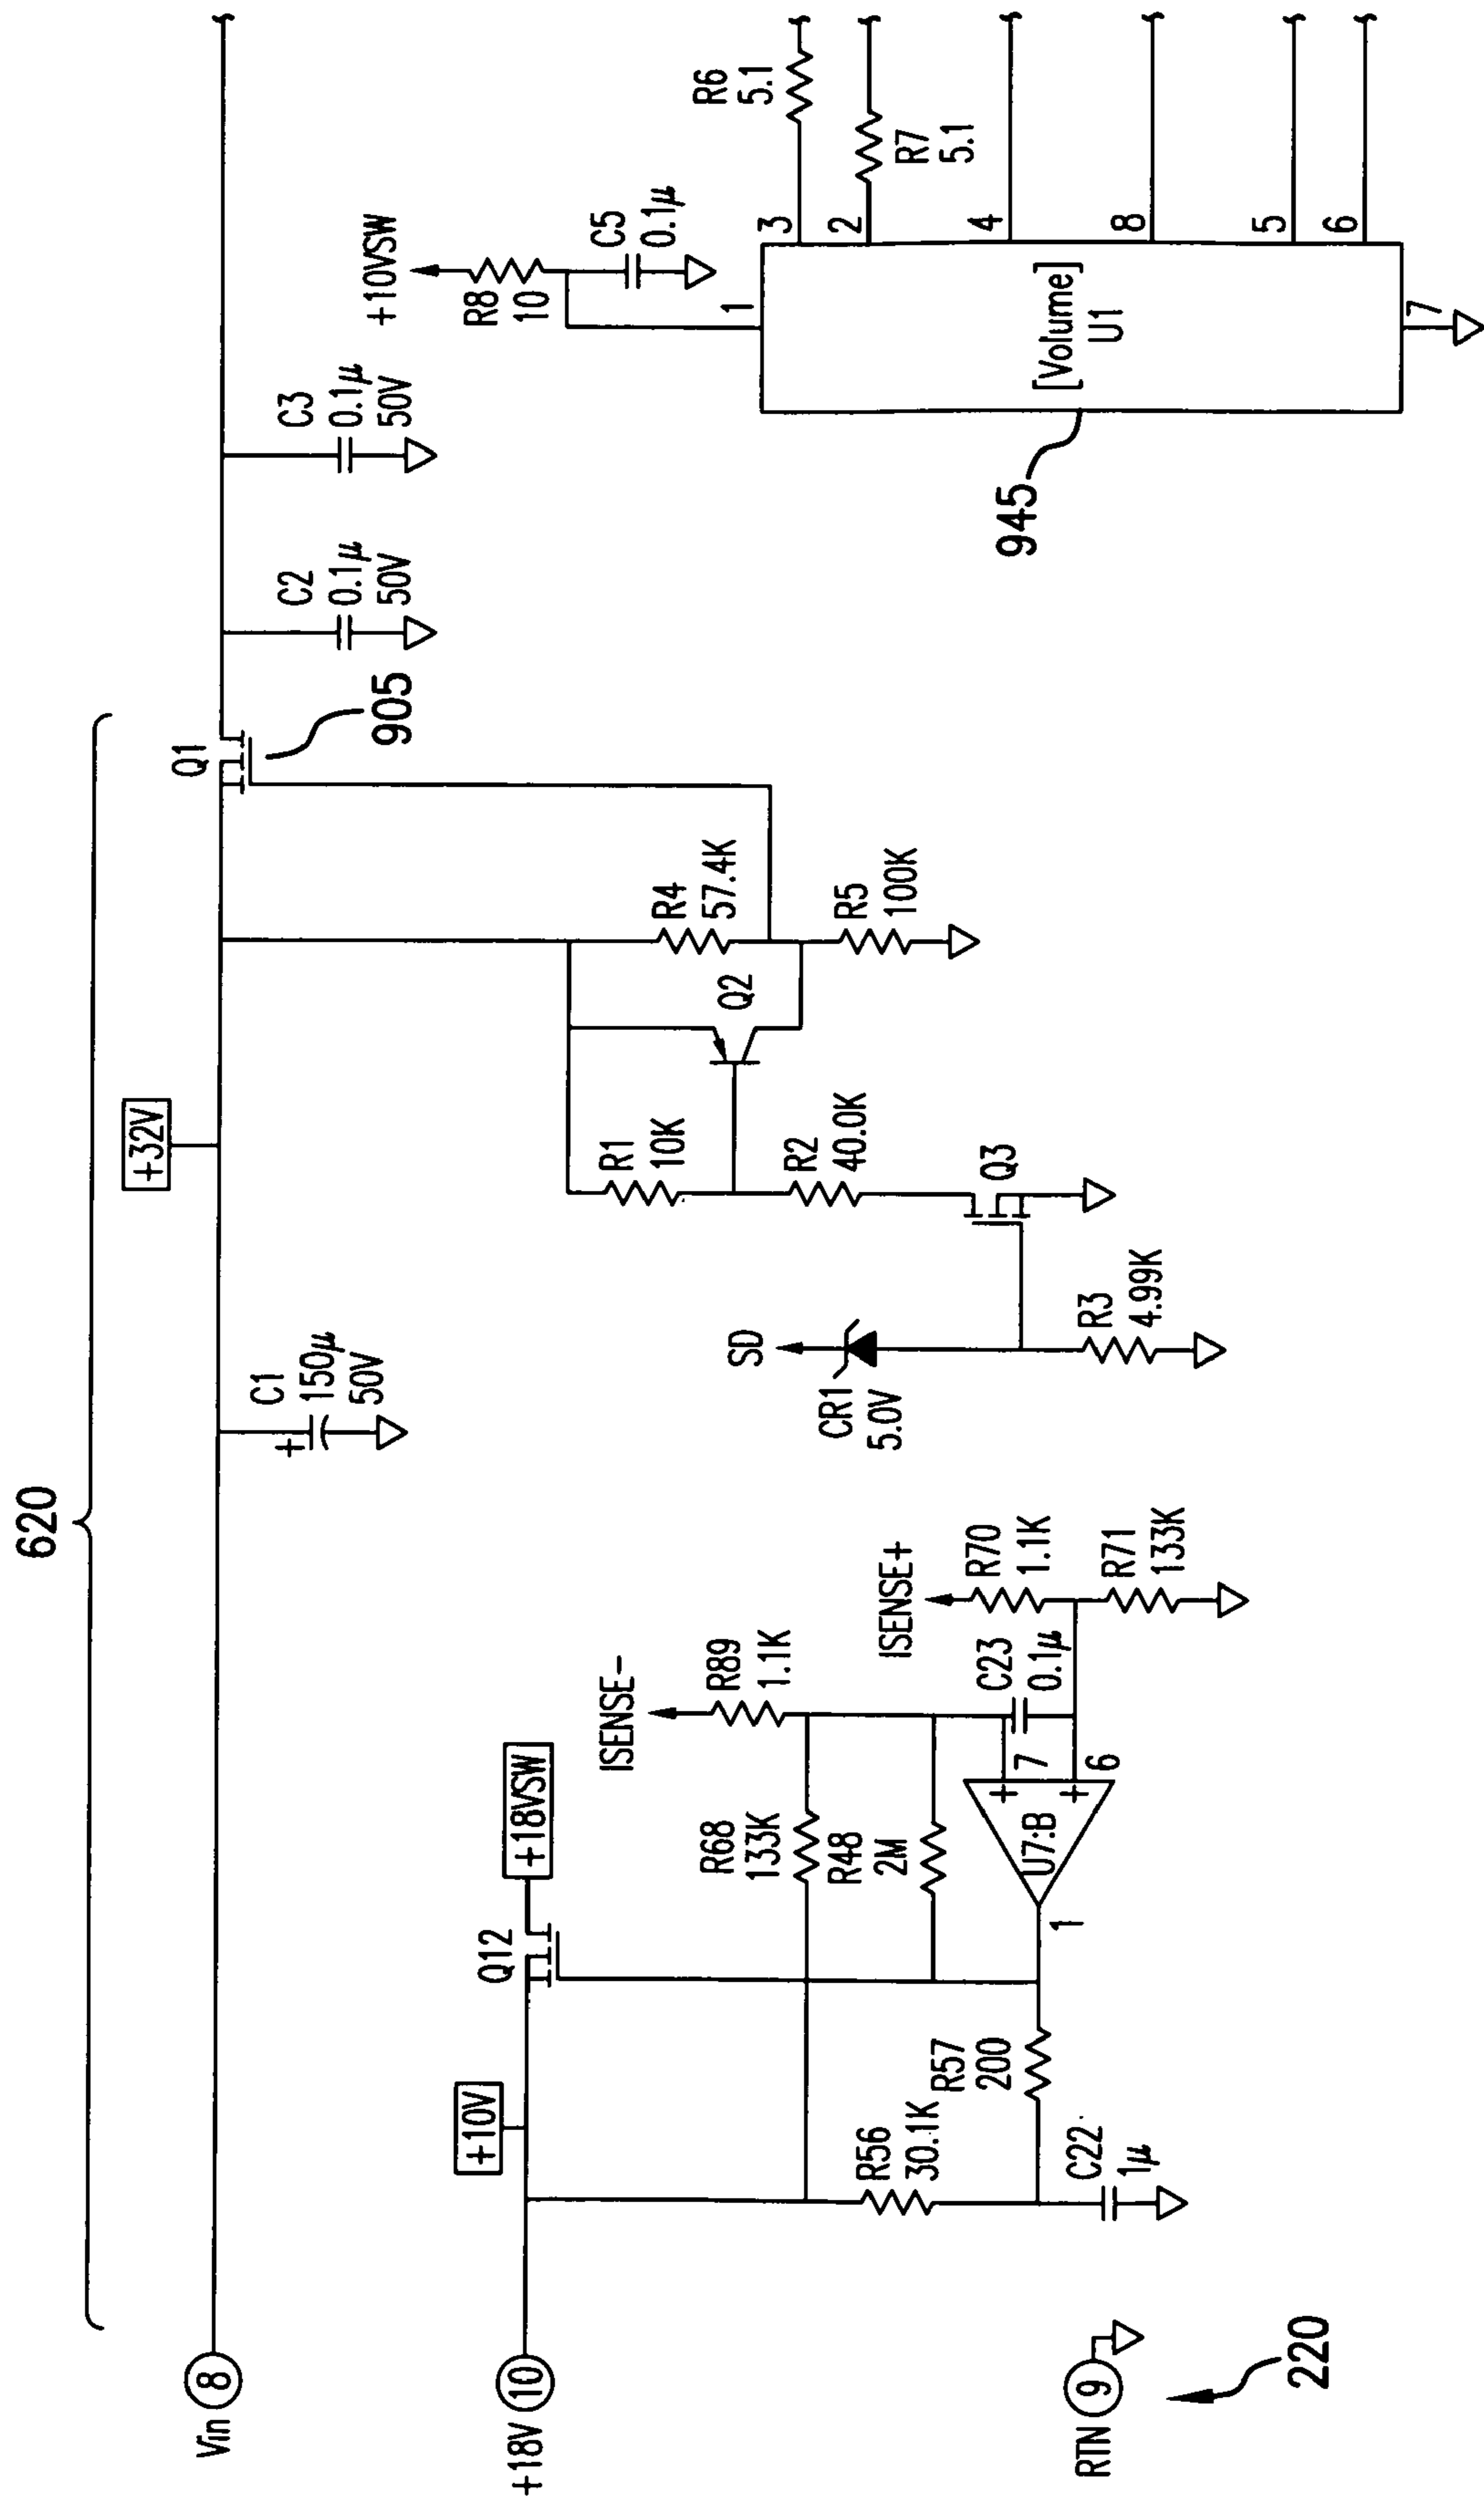 620
Vin
8
+32V
C1
150µ
50V
Q1
905
C2
0.1µ
50V
C3
0.1µ
50V
+18V
10
+10V
Q12
+18VSW
ISENSE-
R89
1.1K
R68
133K
R48
2M
R56
30.1K
R57
200
C22
1µ
1
U7:B
+
7
+
6
C23
0.1µ
ISENSE+
R70
1.1K
R71
133K
SD
CR1
5.0V
R3
4.99K
Q3
R1
10K
R2
40.0K
Q2
R4
57.4K
R5
100K
+10VSW
R8
10
C5
0.1µ
1
[Volume]
U1
945
3
2
4
8
5
6
7
R6
5.1
R7
5.1
RTN
9
220